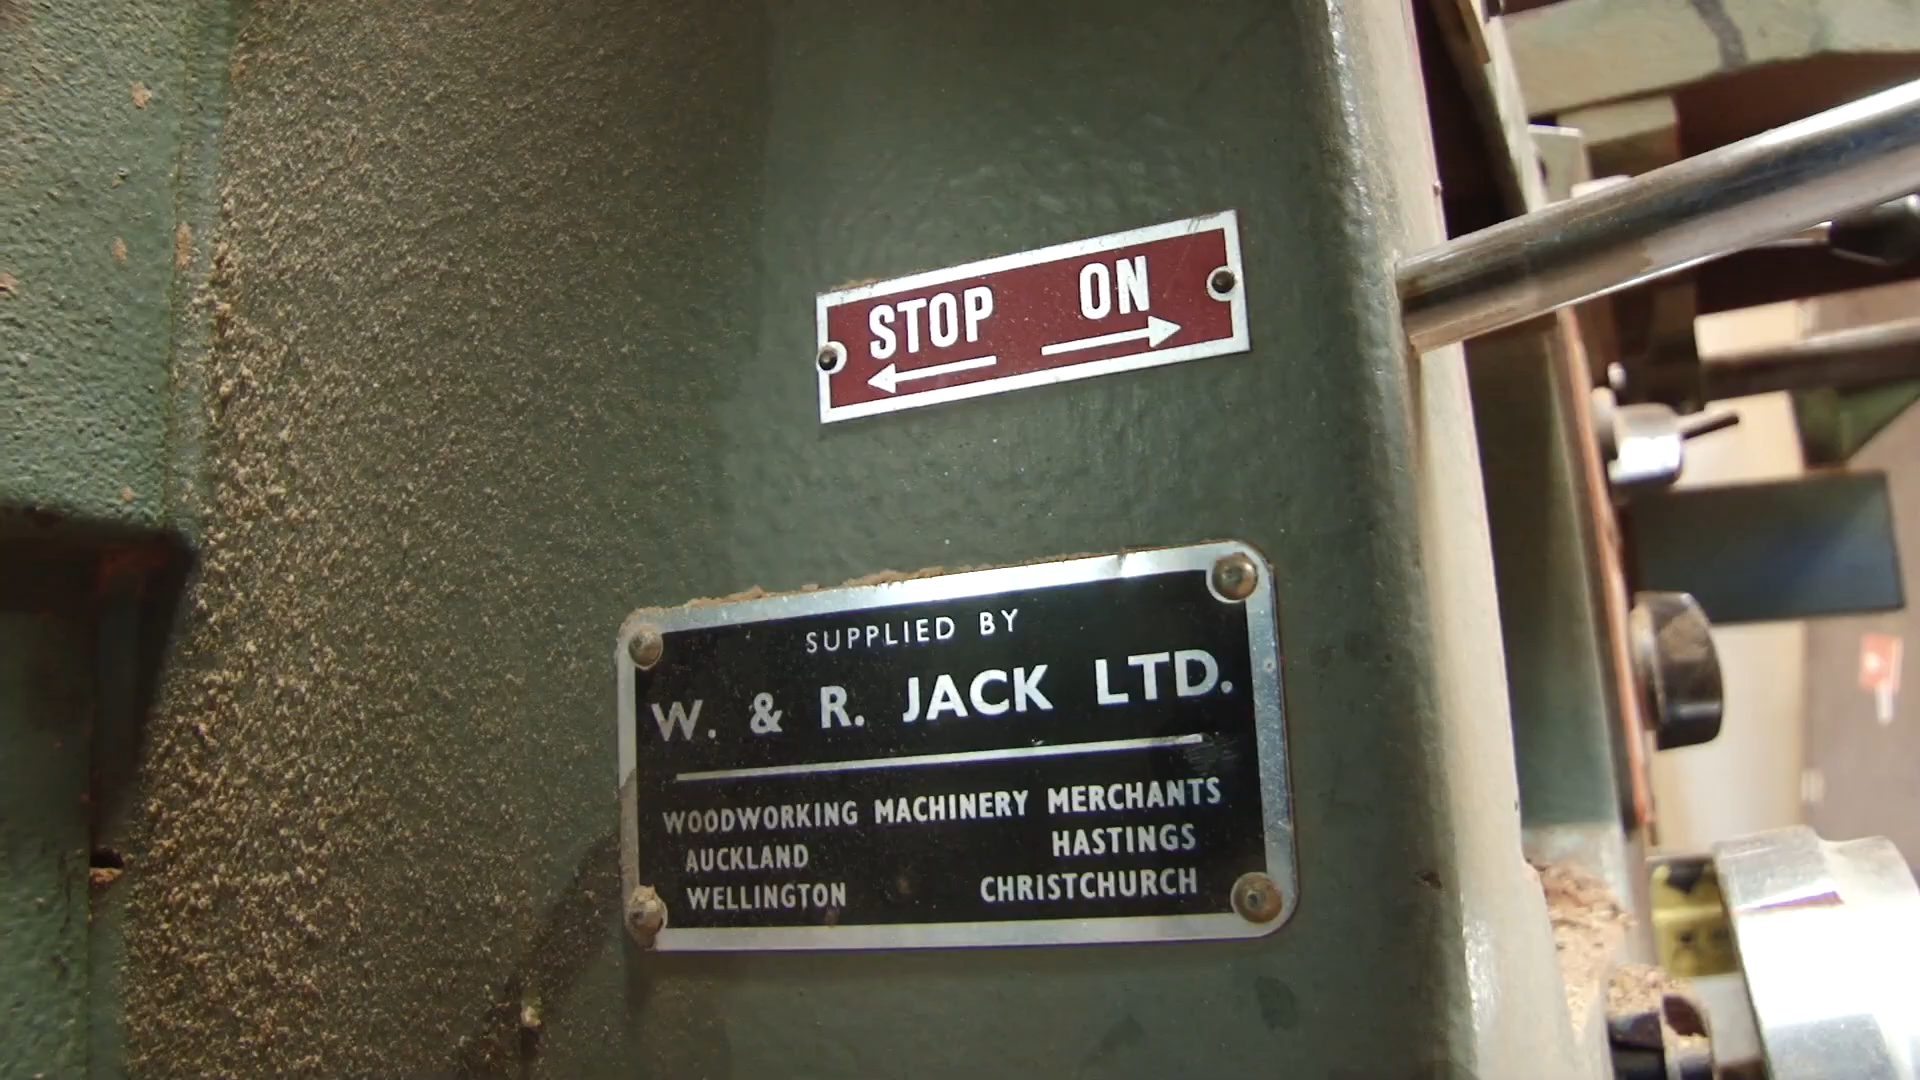 STOP ON
SUPPLIED BY
W. & R. JACK LTD.
WOODWORKING MACHINERY MERCHANTS
AUCKLAND HASTINGS
WELLINGTON CHRISTCHURCH